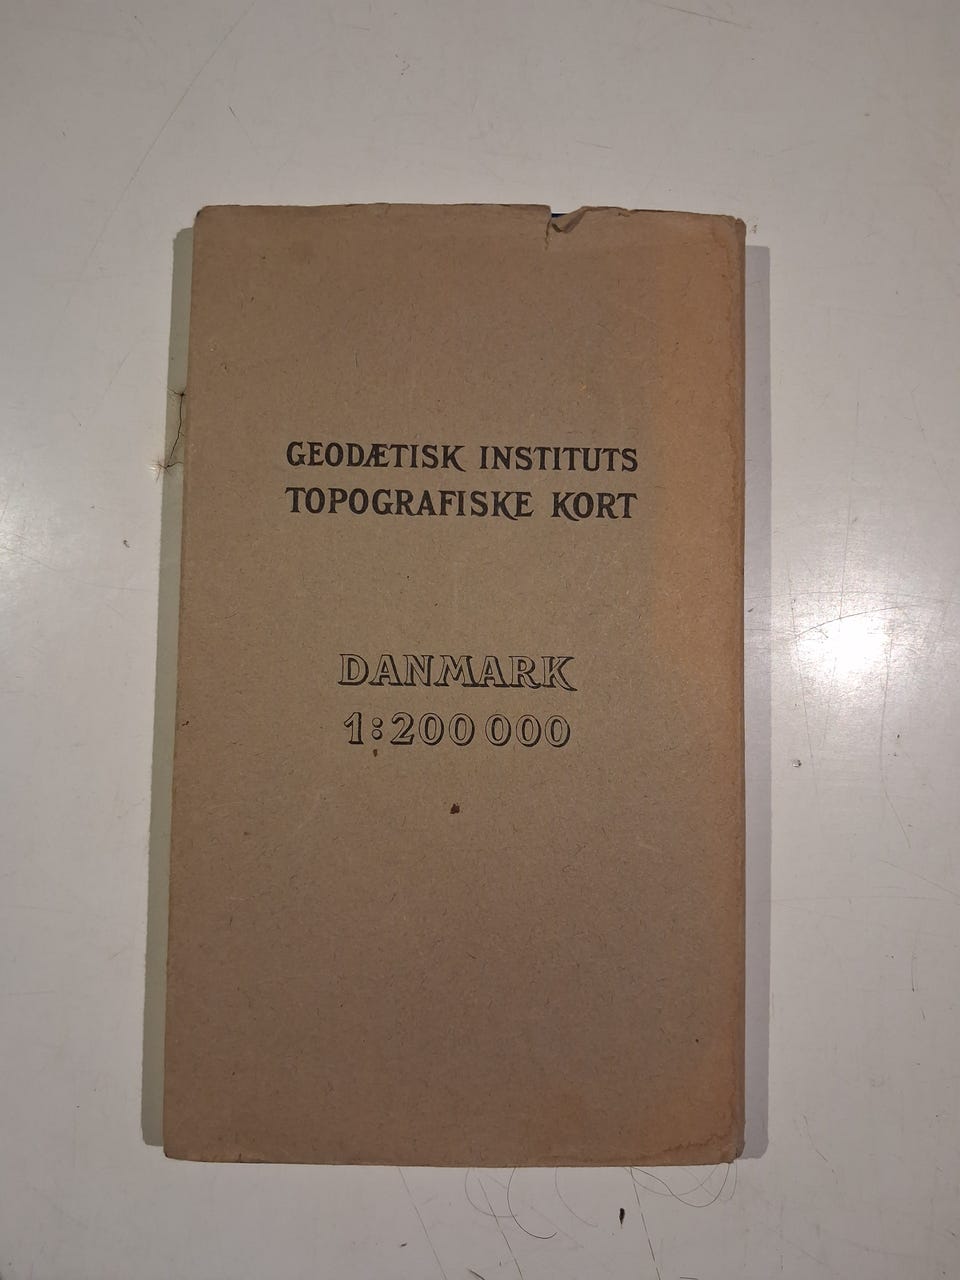 GEODÆTISK INSTITUTS
TOPOGRAFISKE KORT
DANMARK
1:200 000